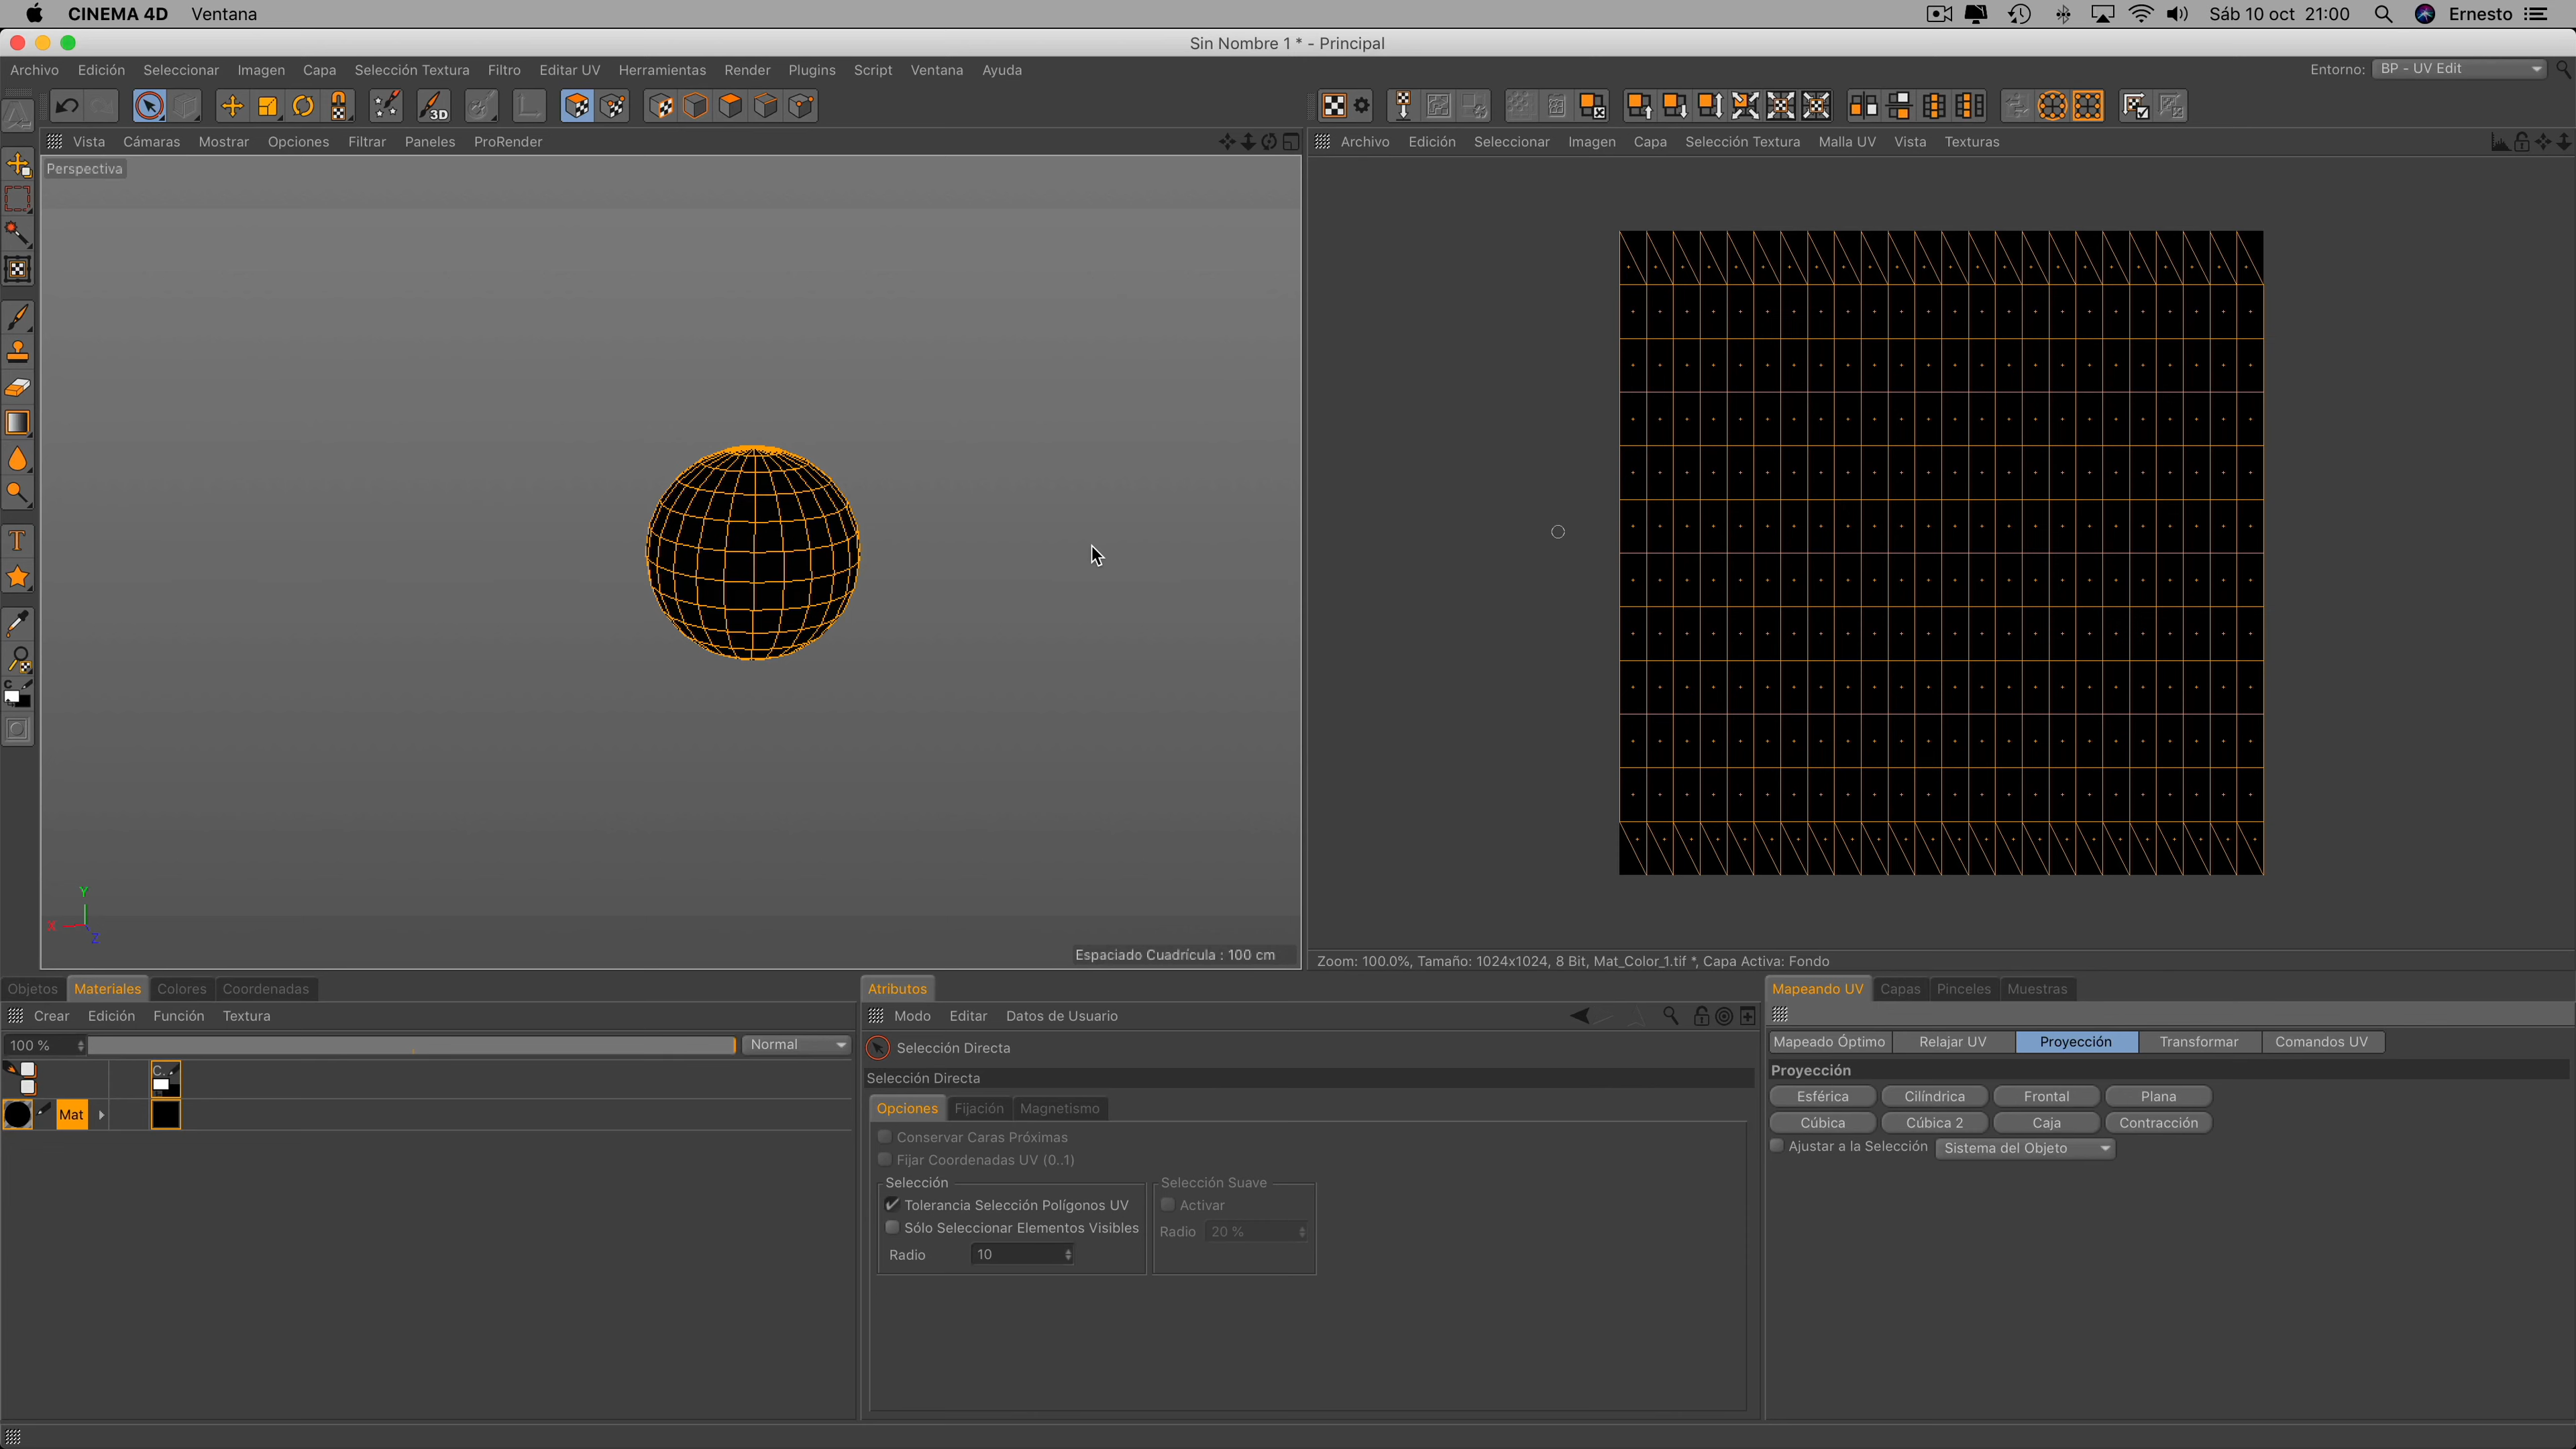 CINEMA 4D Ventana Sáb 10 oct 21:00 Ernesto
Sin Nombre 1 * - Principal
Archivo Edición Seleccionar Imagen Capa Selección Textura Filtro Editar UV Herramientas Render Plugins Script Ventana Ayuda Entorno: BP - UV Edit
3D
Vista Cámaras Mostrar Opciones Filtrar Paneles ProRender
Archivo Edición Seleccionar Imagen Capa Selección Textura Malla UV Vista Texturas
Perspectiva
T
C
Y
X
Z
Espaciado Cuadrícula : 100 cm
Zoom: 100.0%, Tamaño: 1024x1024, 8 Bit, Mat_Color_1.tif *, Capa Activa: Fondo
Objetos Materiales Colores Coordenadas
Crear Edición Función Textura
100 % Normal
C.
Mat
Atributos
Modo Editar Datos de Usuario
Selección Directa
Selección Directa
Opciones Fijación Magnetismo
Conservar Caras Próximas
Fijar Coordenadas UV (0..1)
Selección
Tolerancia Selección Polígonos UV
Sólo Seleccionar Elementos Visibles
Radio 10
Selección Suave
Activar
Radio 20 %
Mapeando UV Capas Pinceles Muestras
Mapeado Óptimo Relajar UV Proyección Transformar Comandos UV
Proyección
Esférica Cilíndrica Frontal Plana
Cúbica Cúbica 2 Caja Contracción
Ajustar a la Selección Sistema del Objeto